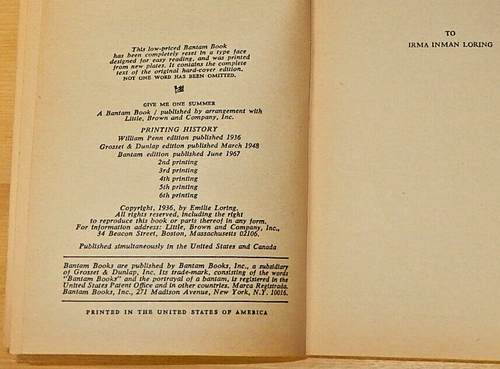 This low-priced Bantam Book
has been completely reset in a type face
designed for easy reading, and was printed
from new plates. It contains the complete
text of the original hard-cover edition.
NOT ONE WORD HAS BEEN OMITTED.
GIVE ME ONE SUMMER
A Bantam Book / published by arrangement with
Little, Brown and Company, Inc.
PRINTING HISTORY
William Penn edition published 1936
Grosset & Dunlap edition published March 1948
Bantam edition published June 1967
2nd printing
3rd printing
4th printing
5th printing
6th printing
Copyright, 1936, by Emilie Loring.
All rights reserved, including the right
to reproduce this book or parts thereof in any form.
For information address: Little, Brown and Company, Inc.,
34 Beacon Street, Boston, Massachusetts 02106.
Published simultaneously in the United States and Canada
Bantam Books are published by Bantam Books, Inc., a subsidiary
of Grosset & Dunlap, Inc. Its trade-mark, consisting of the words
"Bantam Books" and the portrayal of a bantam, is registered in the
United States Patent Office and in other countries. Marca Registrada.
Bantam Books, Inc., 271 Madison Avenue, New York, N.Y. 10016.
PRINTED IN THE UNITED STATES OF AMERICA
TO
IRMA INMAN LORING